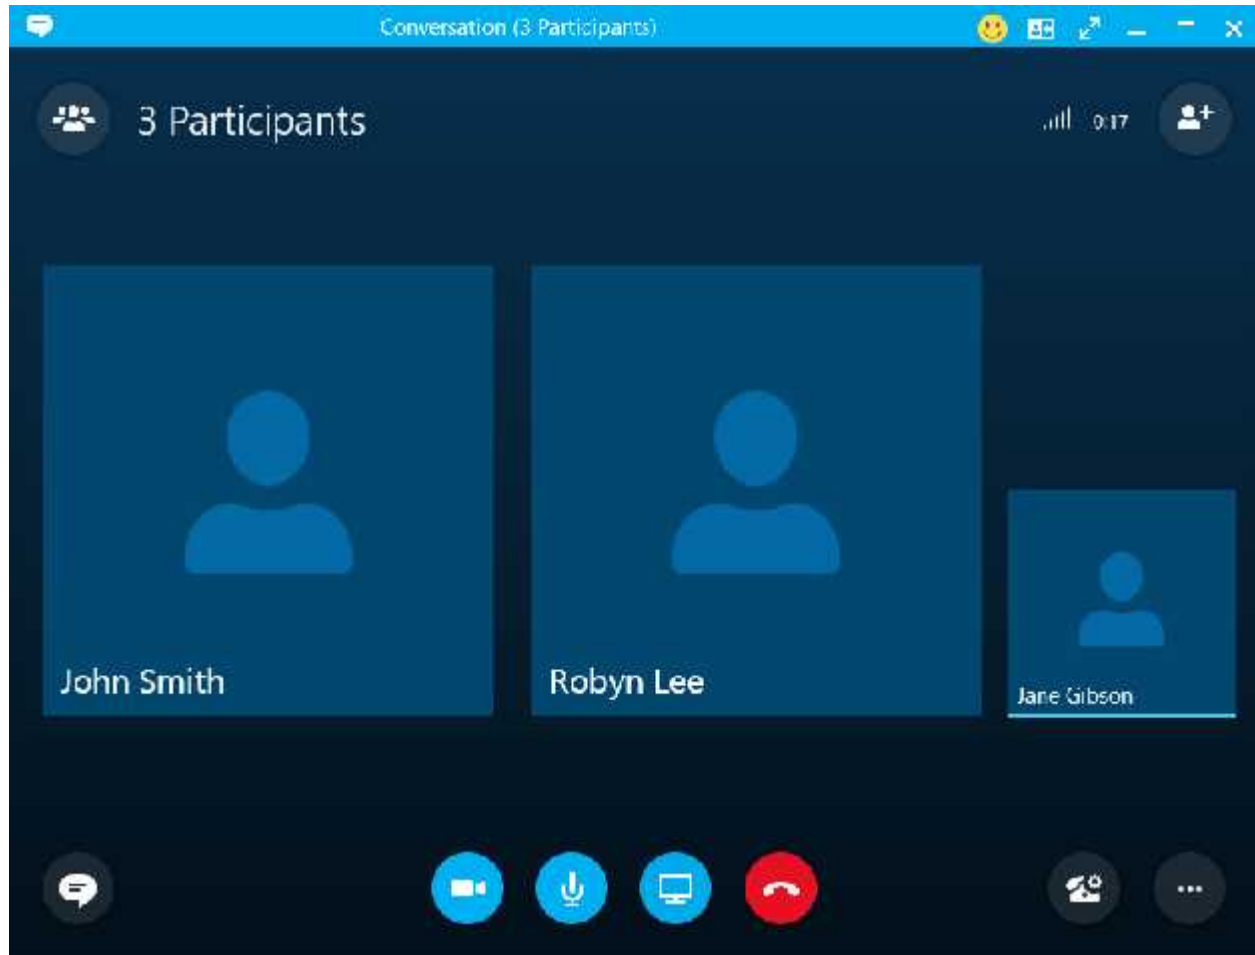 Conversation (3 Participants)
3 Participants
0:17
John Smith
Robyn Lee
Jane Gibson